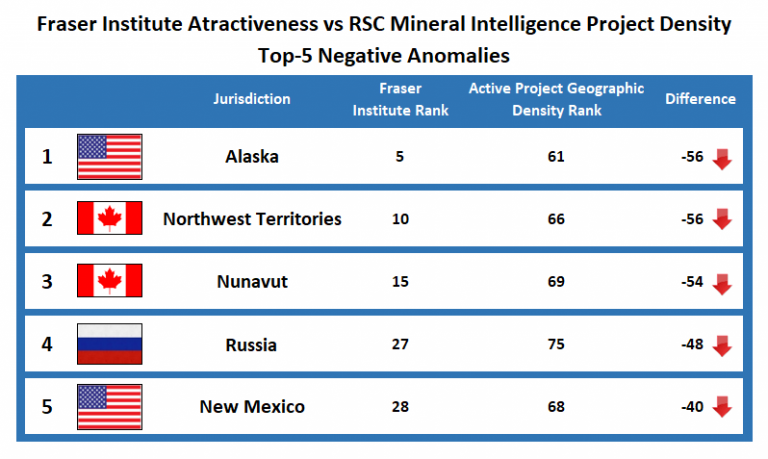 Fraser Institute Atractiveness vs RSC Mineral Intelligence Project Density
Top-5 Negative Anomalies
Jurisdiction Fraser Institute Rank Active Project Geographic Density Rank Difference
1 Alaska 5 61 -56
2 Northwest Territories 10 66 -56
3 Nunavut 15 69 -54
4 Russia 27 75 -48
5 New Mexico 28 68 -40